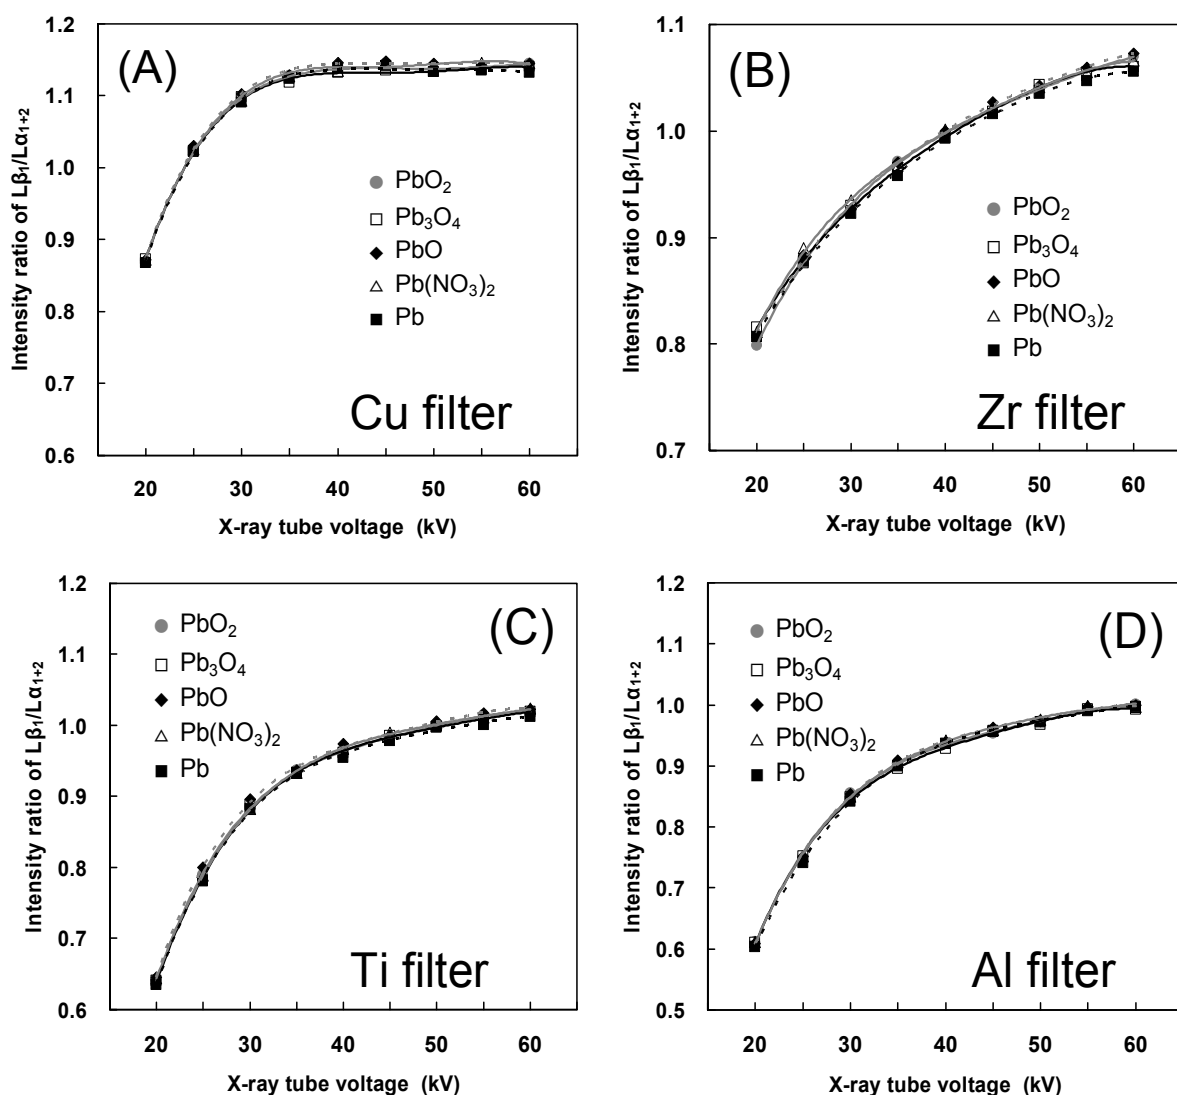 (A)
Intensity ratio of Lβ₁/Lα₁₊₂
1.2
1.1
1.0
0.9
0.8
0.7
0.6
PbO₂
Pb₃O₄
PbO
Pb(NO₃)₂
Pb
Cu filter
20 30 40 50 60
X-ray tube voltage (kV)
(B)
Intensity ratio of Lβ₁/Lα₁₊₂
1.1
1.0
0.9
0.8
0.7
PbO₂
Pb₃O₄
PbO
Pb(NO₃)₂
Pb
Zr filter
20 30 40 50 60
X-ray tube voltage (kV)
(C)
Intensity ratio of Lβ₁/Lα₁₊₂
1.2
1.1
1.0
0.9
0.8
0.7
0.6
PbO₂
Pb₃O₄
PbO
Pb(NO₃)₂
Pb
Ti filter
20 30 40 50 60
X-ray tube voltage (kV)
(D)
Intensity ratio of Lβ₁/Lα₁₊₂
1.2
1.1
1.0
0.9
0.8
0.7
0.6
0.5
PbO₂
Pb₃O₄
PbO
Pb(NO₃)₂
Pb
Al filter
20 30 40 50 60
X-ray tube voltage (kV)